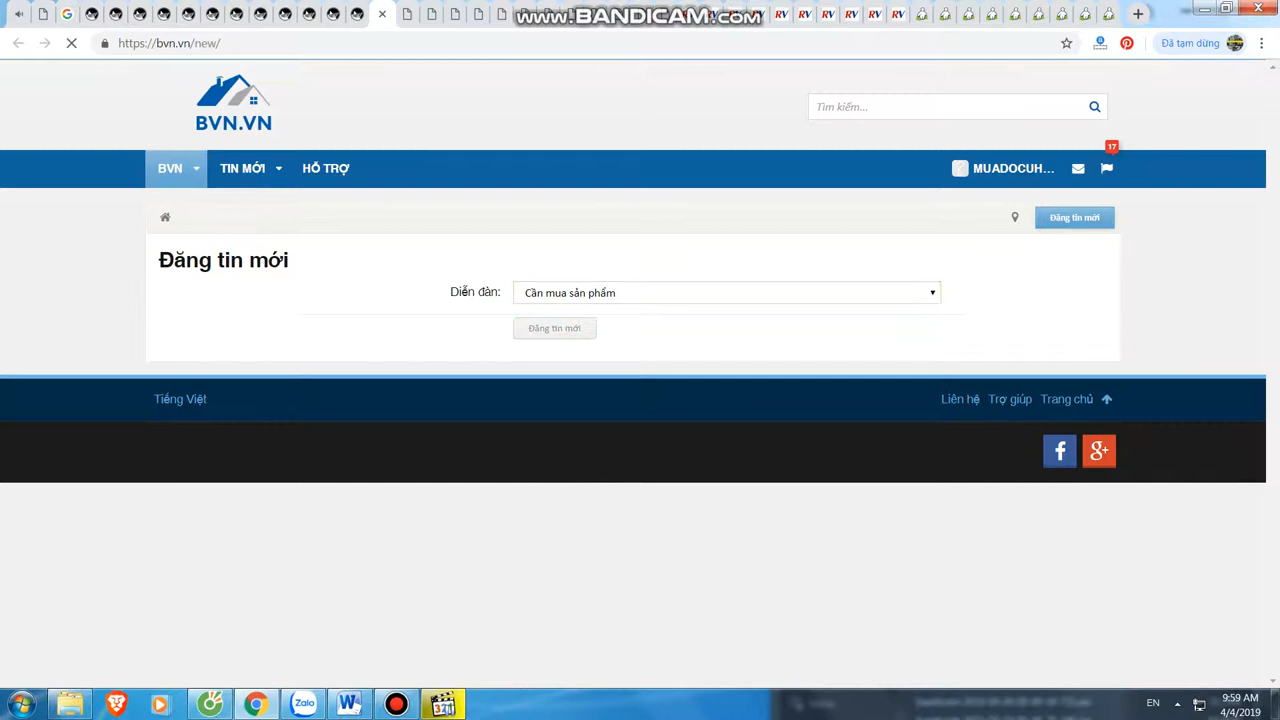 WWW.BANDICAM.COM
https://bvn.vn/new/
Đã tạm dừng
BVN.VN
Tìm kiếm...
17
BVN
TIN MỚI
HỖ TRỢ
MUADOCUH...
Đăng tin mới
Đăng tin mới
Diễn đàn:
Cần mua sản phẩm
Đăng tin mới
Tiếng Việt
Liên hệ
Trợ giúp
Trang chủ
Zalo
321
EN
9:59 AM
4/4/2019